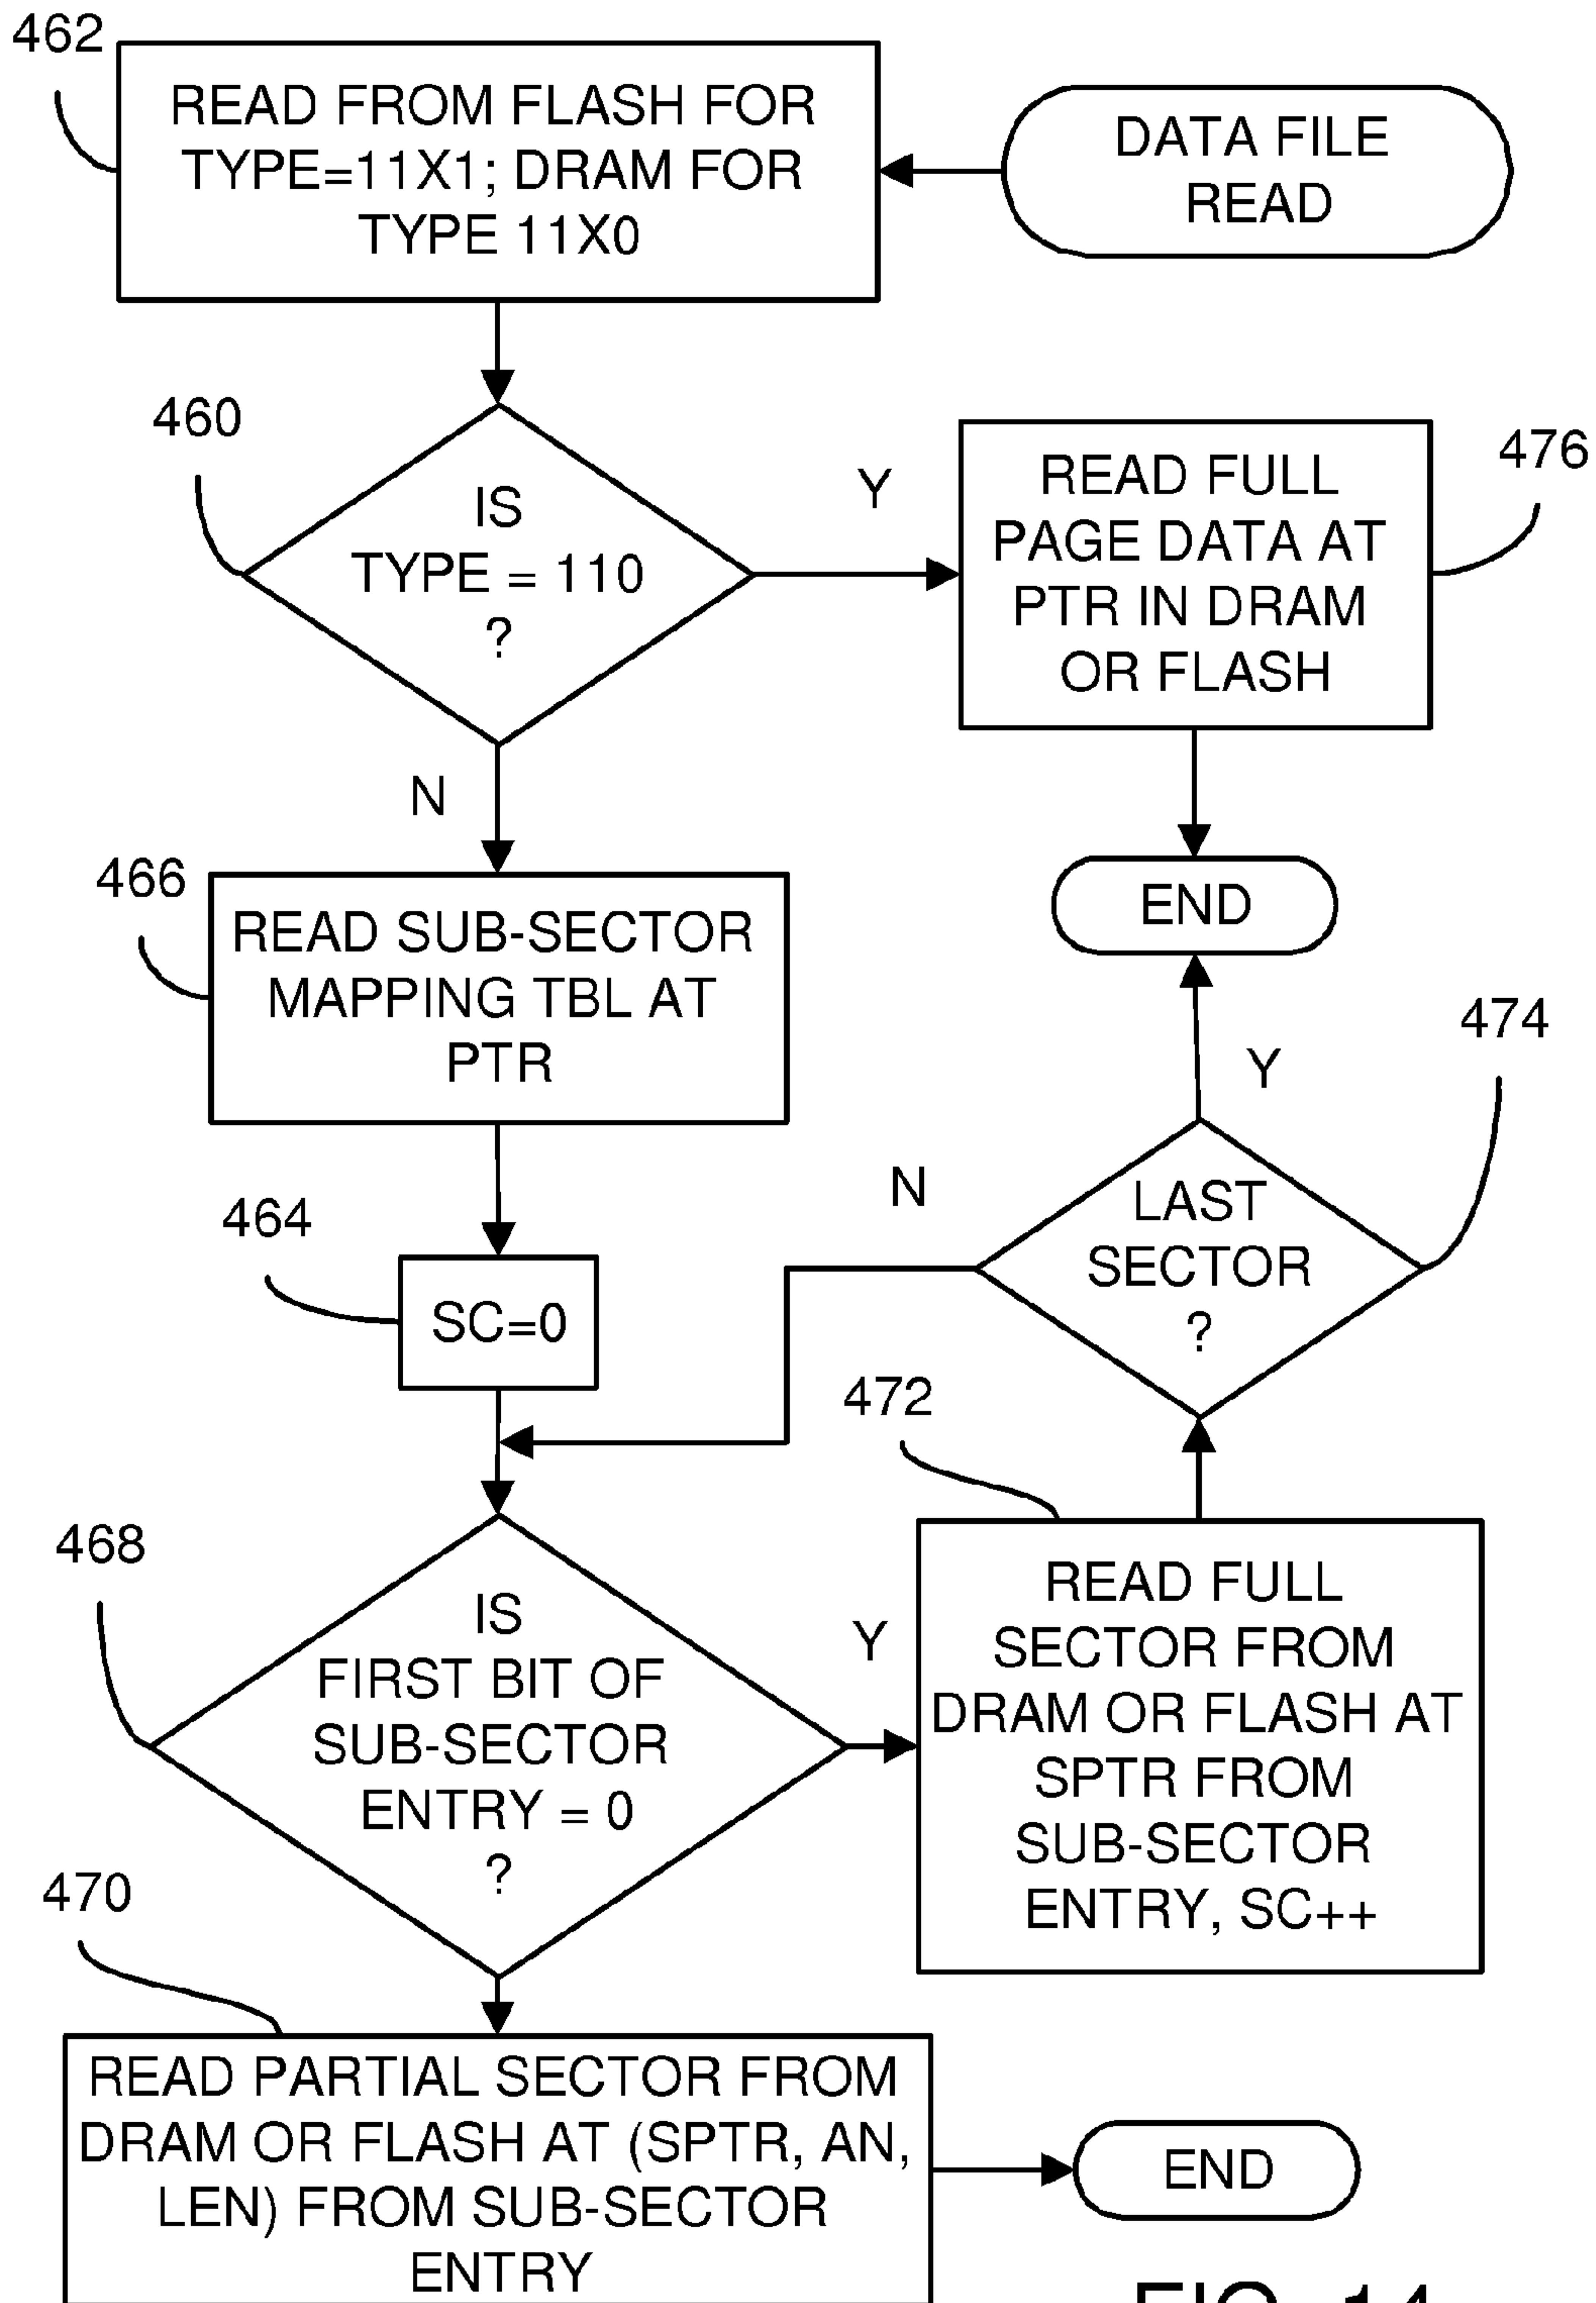 462
READ FROM FLASH FOR
TYPE=11X1; DRAM FOR
TYPE 11X0
DATA FILE
READ
460
IS
TYPE = 110
?
Y
READ FULL
PAGE DATA AT
PTR IN DRAM
OR FLASH
476
N
466
READ SUB-SECTOR
MAPPING TBL AT
PTR
END
474
Y
N
LAST
SECTOR
?
464
SC=0
472
468
IS
FIRST BIT OF
SUB-SECTOR
ENTRY = 0
?
Y
READ FULL
SECTOR FROM
DRAM OR FLASH AT
SPTR FROM
SUB-SECTOR
ENTRY, SC++
470
READ PARTIAL SECTOR FROM
DRAM OR FLASH AT (SPTR, AN,
LEN) FROM SUB-SECTOR
ENTRY
END
FIG. 14